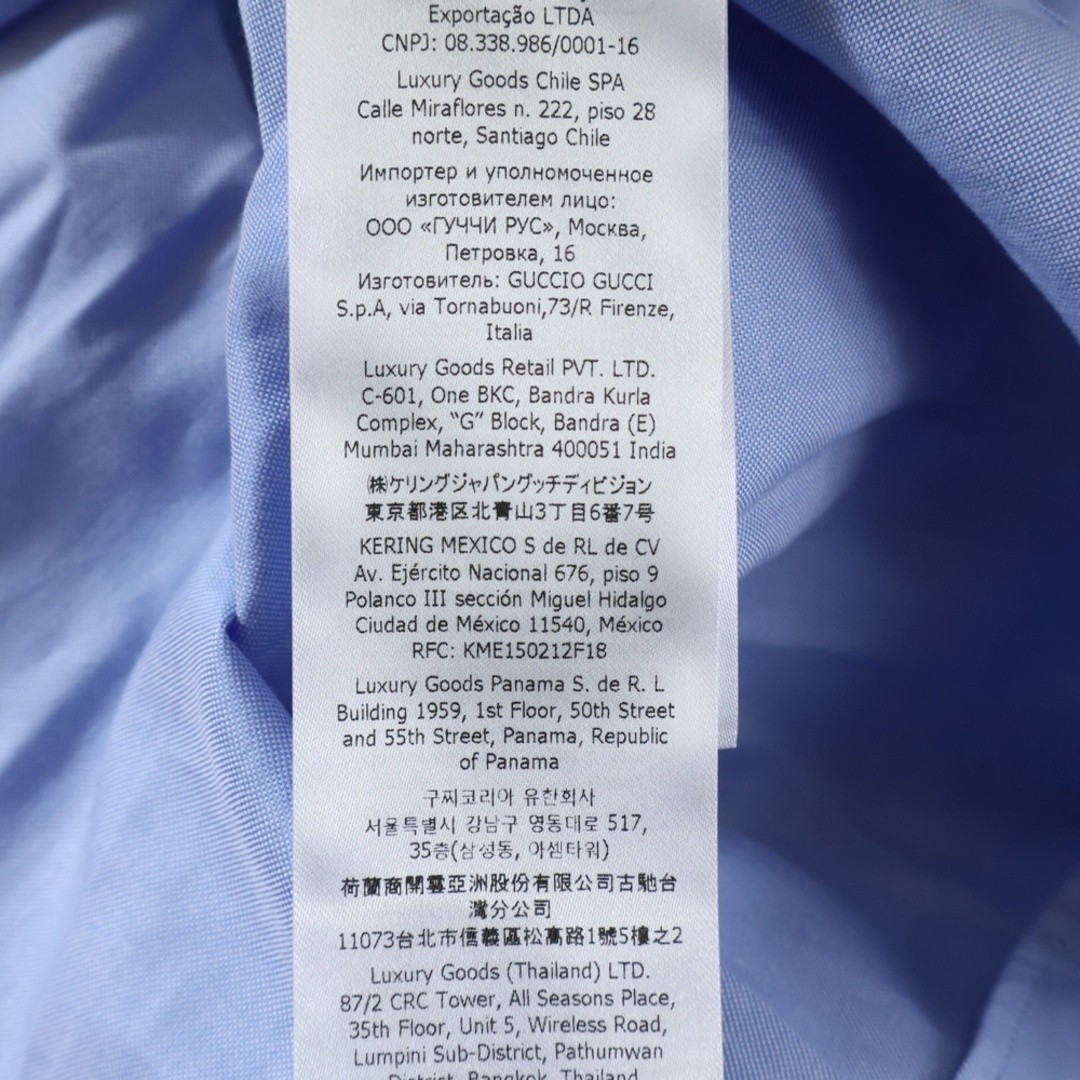 Exportação LTDA
CNPJ: 08.338.986/0001-16
Luxury Goods Chile SPA
Calle Miraflores n. 222, piso 28
norte, Santiago Chile
Импортер и уполномоченное
изготовителем лицо:
ООО «ГУЧЧИ РУС», Москва,
Петровка, 16
Изготовитель: GUCCIO GUCCI
S.p.A, via Tornabuoni,73/R Firenze,
Italia
Luxury Goods Retail PVT. LTD.
C-601, One BKC, Bandra Kurla
Complex, “G” Block, Bandra (E)
Mumbai Maharashtra 400051 India
㈱ケリングジャパングッチディビジョン
東京都港区北青山3丁目6番7号
KERING MEXICO S de RL de CV
Av. Ejército Nacional 676, piso 9
Polanco III sección Miguel Hidalgo
Ciudad de México 11540, México
RFC: KME150212F18
Luxury Goods Panama S. de R. L
Building 1959, 1st Floor, 50th Street
and 55th Street, Panama, Republic
of Panama
구찌코리아 유한회사
서울특별시 강남구 영동대로 517,
35층(삼성동, 아셈타워)
荷蘭商開雲亞洲股份有限公司古馳台
灣分公司
11073台北市信義區松高路1號5樓之2
Luxury Goods (Thailand) LTD.
87/2 CRC Tower, All Seasons Place,
35th Floor, Unit 5, Wireless Road,
Lumpini Sub-District, Pathumwan
District, Bangkok, Thailand